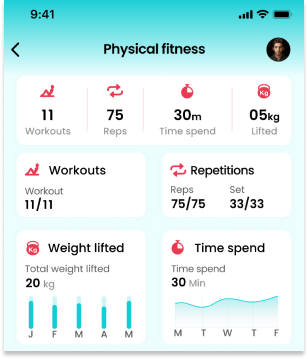 9:41
Physical fitness
11 75 30m 05kg
Workouts Reps Time spend Lifted
Workouts
Workout
11/11
Repetitions
Reps Set
75/75 33/33
Kg Weight lifted
Total weight lifted
20 kg
J F M A M
Time spend
Time spend
30 Min
M T W T F